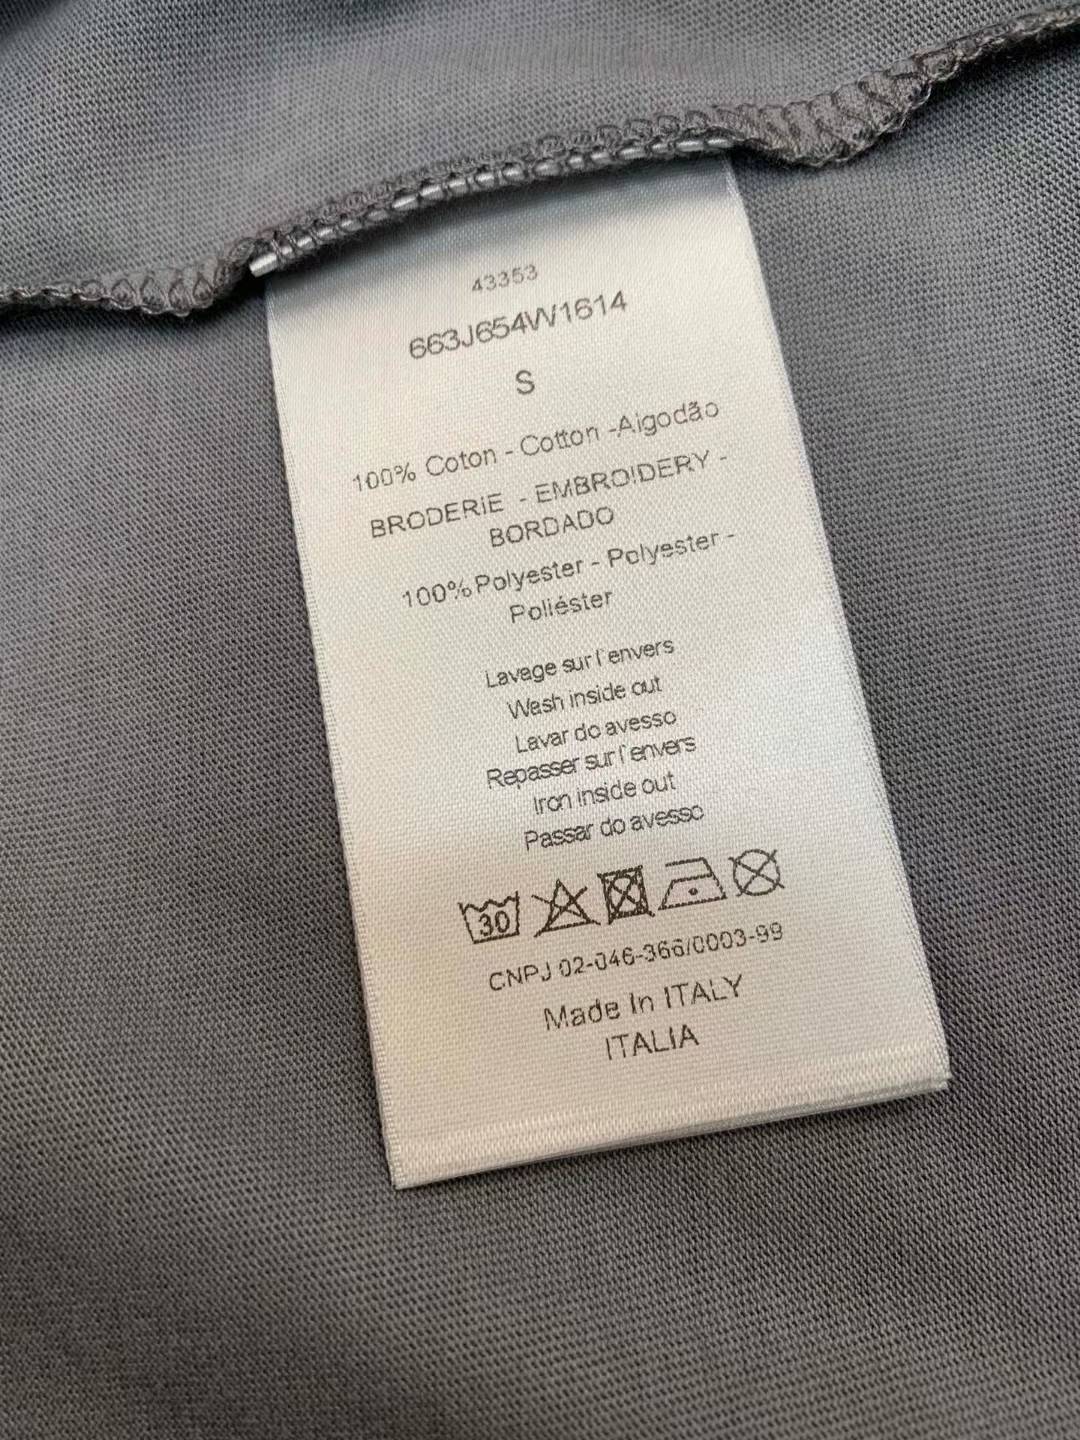 43353
663J654W1614
S
100% Coton - Cotton -Algodão
BRODERiE - EMBROIDERY -
BORDADO
100% Polyester - Polyester -
Poliéster
Lavage sur l'envers
Wash inside out
Lavar do avesso
Repasser sur l'envers
Iron inside out
Passar do avesso
30
CNPJ 02-046-366/0003-99
Made In ITALY
ITALIA